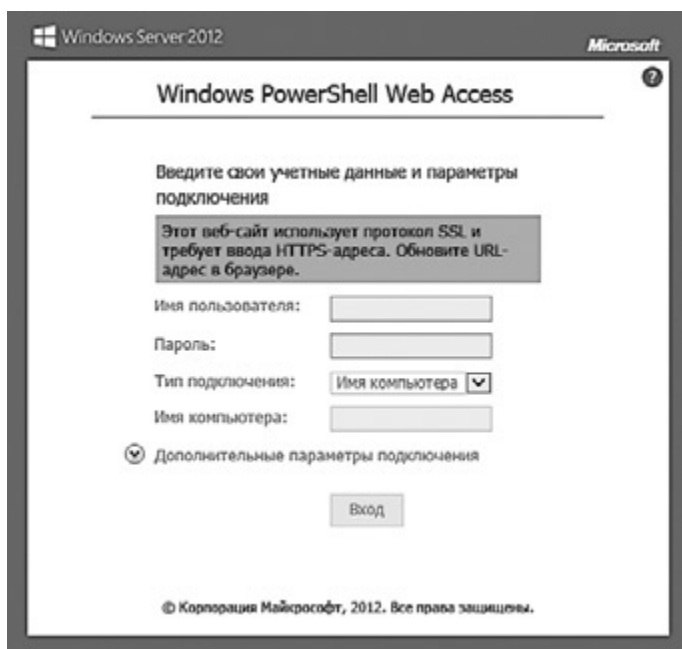 Windows Server 2012
Microsoft
?
Windows PowerShell Web Access
Введите свои учетные данные и параметры
подключения
Этот веб-сайт использует протокол SSL и
требует ввода HTTPS-адреса. Обновите URL-
адрес в браузере.
Имя пользователя:
Пароль:
Тип подключения: Имя компьютера
Имя компьютера:
Дополнительные параметры подключения
Вход
© Корпорация Майкрософт, 2012. Все права защищены.